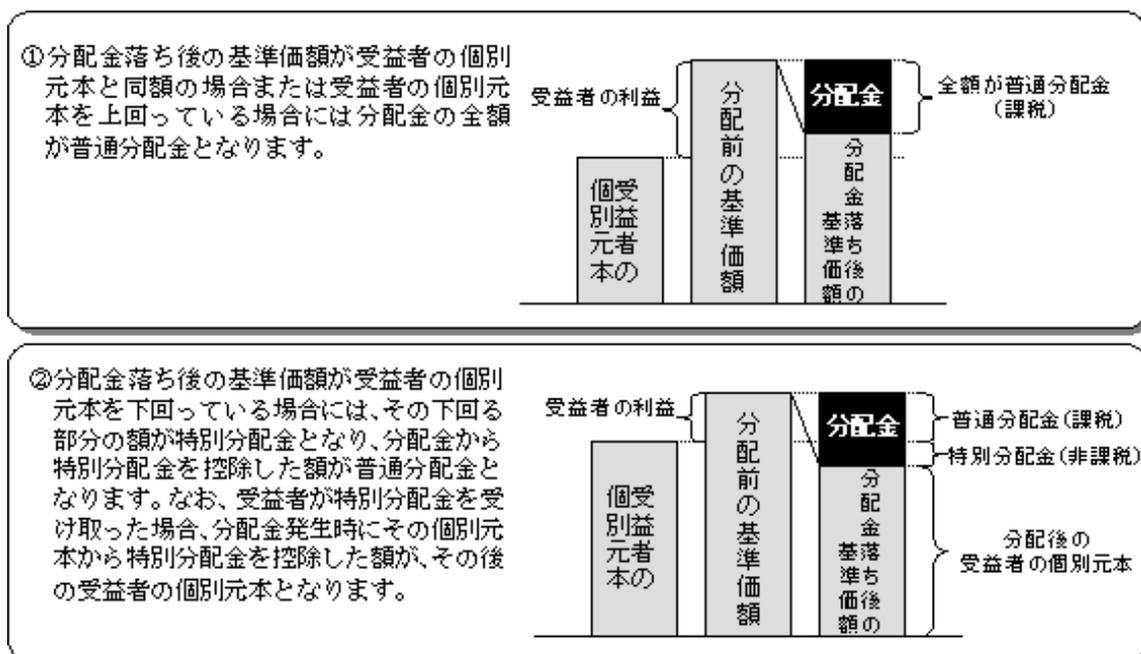 ①分配金落ち後の基準価額が受益者の個別
元本と同額の場合または受益者の個別元
本を上回っている場合には分配金の全額
が普通分配金となります。
受益者の利益
受益者の
個別元本
分配前の基準価額
分配金
分配金落ち後の
基準価額
全額が普通分配金
(課税)
②分配金落ち後の基準価額が受益者の個別
元本を下回っている場合には、その下回る
部分の額が特別分配金となり、分配金から
特別分配金を控除した額が普通分配金と
なります。なお、受益者が特別分配金を受
け取った場合、分配金発生時にその個別元
本から特別分配金を控除した額が、その後
の受益者の個別元本となります。
受益者の利益
受益者の
個別元本
分配前の基準価額
分配金
分配金落ち後の
基準価額
普通分配金(課税)
特別分配金(非課税)
分配後の
受益者の個別元本